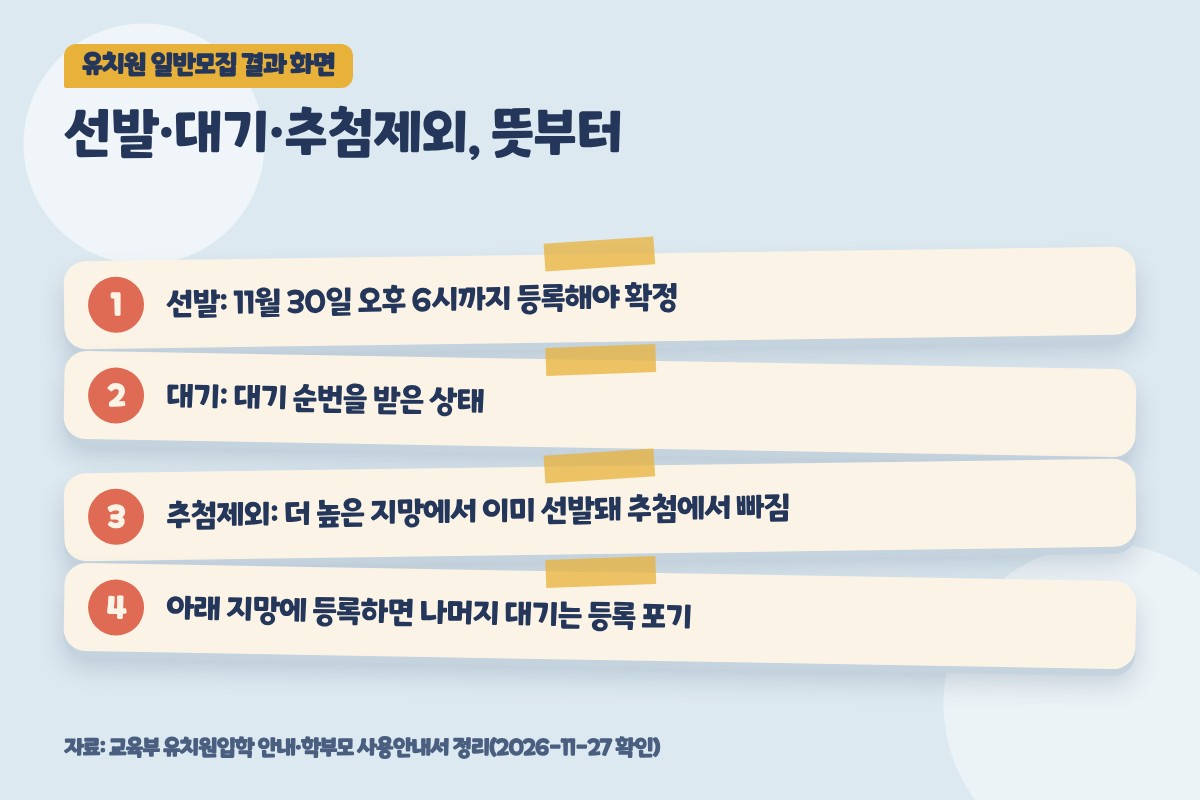 유치원 일반모집 결과 화면
선발·대기·추첨제외, 뜻부터
1 선발: 11월 30일 오후 6시까지 등록해야 확정
2 대기: 대기 순번을 받은 상태
3 추첨제외: 더 높은 지망에서 이미 선발돼 추첨에서 빠짐
4 아래 지망에 등록하면 나머지 대기는 등록 포기
자료: 교육부 유치원입학 안내·학부모 사용안내서 정리(2026-11-27 확인)